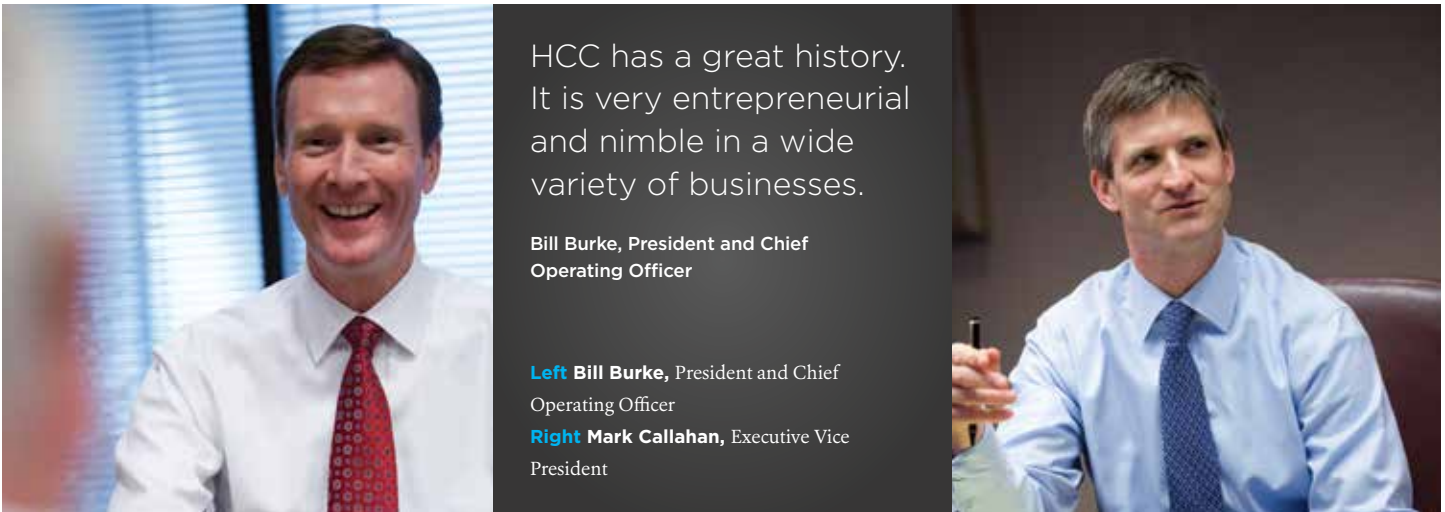 HCC has a great history.
It is very entrepreneurial
and nimble in a wide
variety of businesses.
Bill Burke, President and Chief
Operating Officer
Left Bill Burke, President and Chief
Operating Officer
Right Mark Callahan, Executive Vice
President